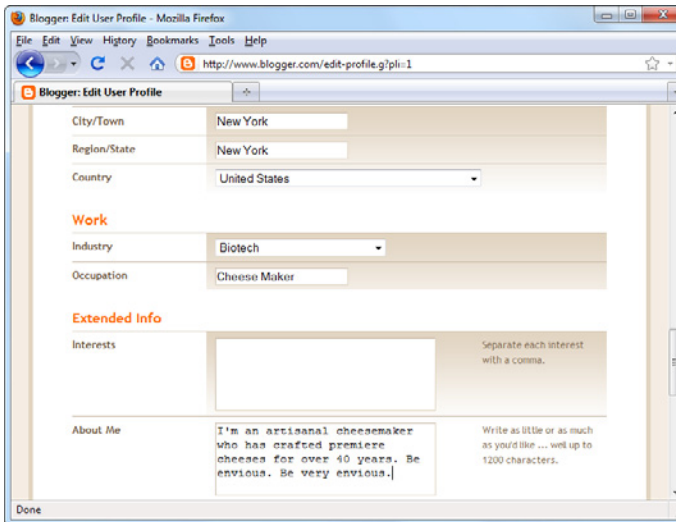 Blogger: Edit User Profile - Mozilla Firefox
File Edit View History Bookmarks Tools Help
http://www.blogger.com/edit-profile.g?pli=1
Blogger: Edit User Profile
City/Town New York
Region/State New York
Country United States
Work
Industry Biotech
Occupation Cheese Maker
Extended Info
Interests Separate each interest
with a comma.
About Me I'm an artisanal cheesemaker Write as little or as much
who has crafted premiere as you'd like ... well up to
cheeses for over 40 years. Be 1200 characters.
envious. Be very envious.
Done